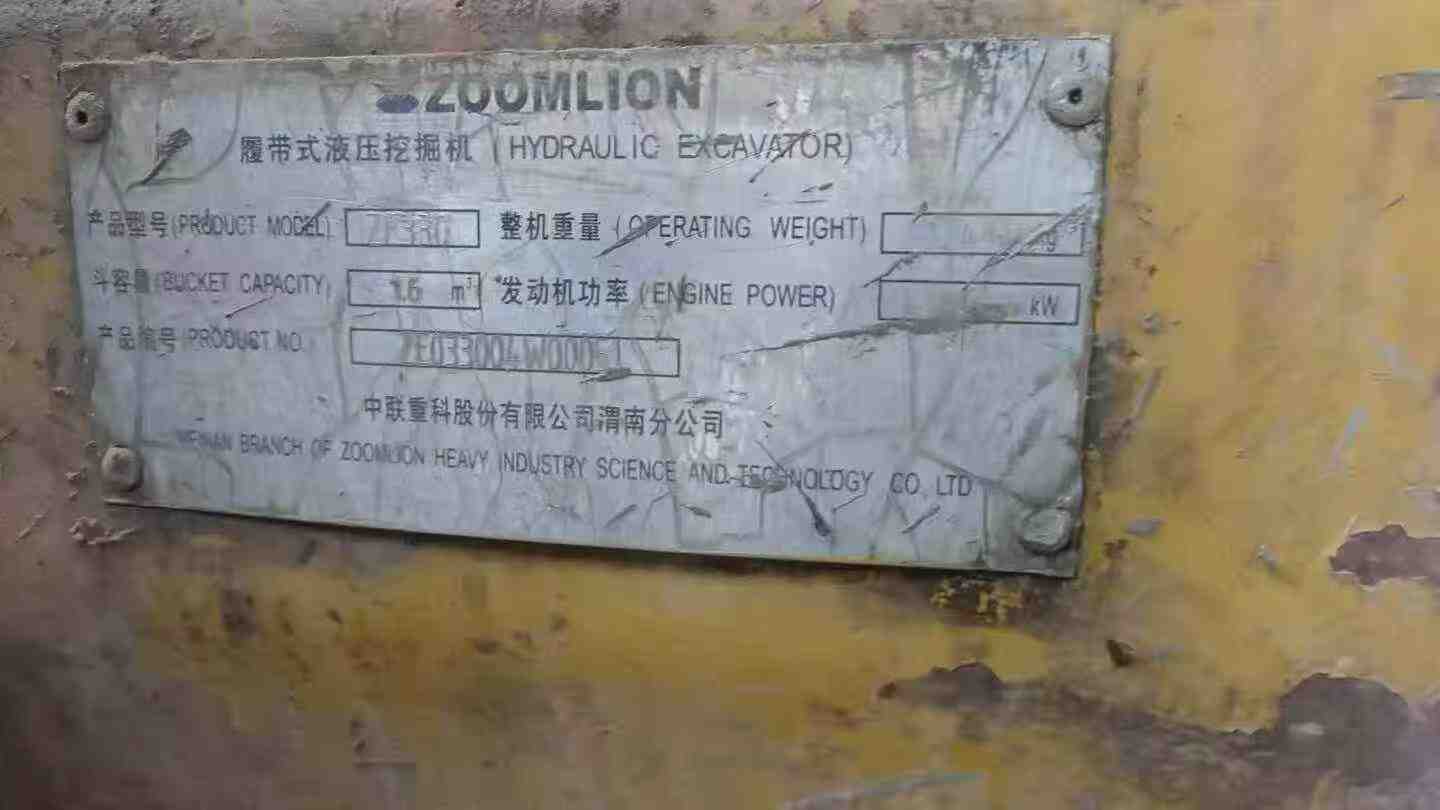 ZOOMLION
履带式液压挖掘机 (HYDRAULIC EXCAVATOR)
产品型号(PRODUCT MODEL) 整机重量 (OPERATING WEIGHT) kg
斗容量(BUCKET CAPACITY) 1.6 m³ 发动机功率 (ENGINE POWER) kW
产品编号(PRODUCT NO.
中联重科股份有限公司渭南分公司
WEINAN BRANCH OF ZOOMLION HEAVY INDUSTRY SCIENCE AND TECHNOLOGY CO. LTD